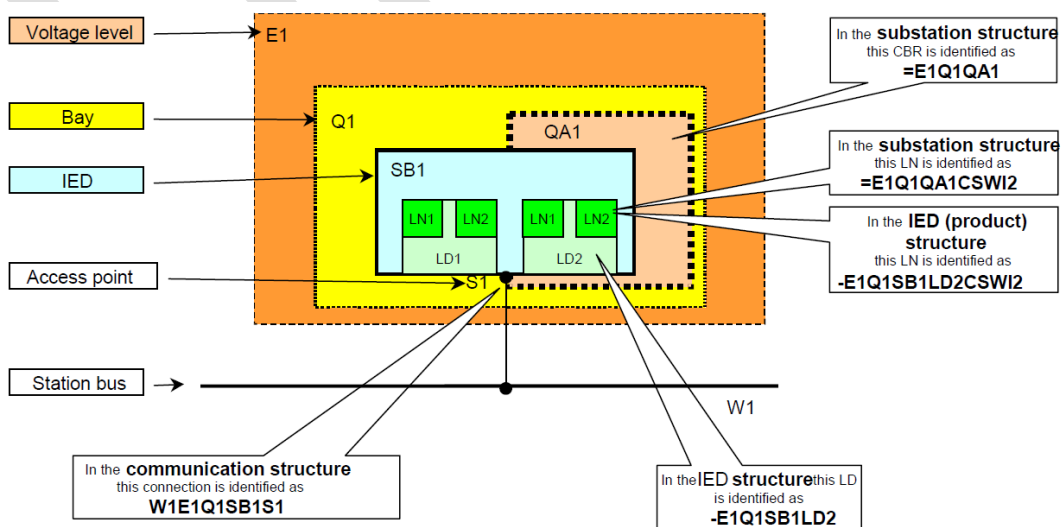 Voltage level
E1
In the substation structure
this CBR is identified as
=E1Q1QA1
Bay
Q1
QA1
In the substation structure
this LN is identified as
=E1Q1QA1CSWI2
IED
SB1
LN1
LN2
LN1
LN2
In the IED (product)
structure
this LN is identified as
-E1Q1SB1LD2CSWI2
LD1
LD2
Access point
S1
Station bus
W1
In the communication structure
this connection is identified as
W1E1Q1SB1S1
In the IED structure this LD
is identified as
-E1Q1SB1LD2